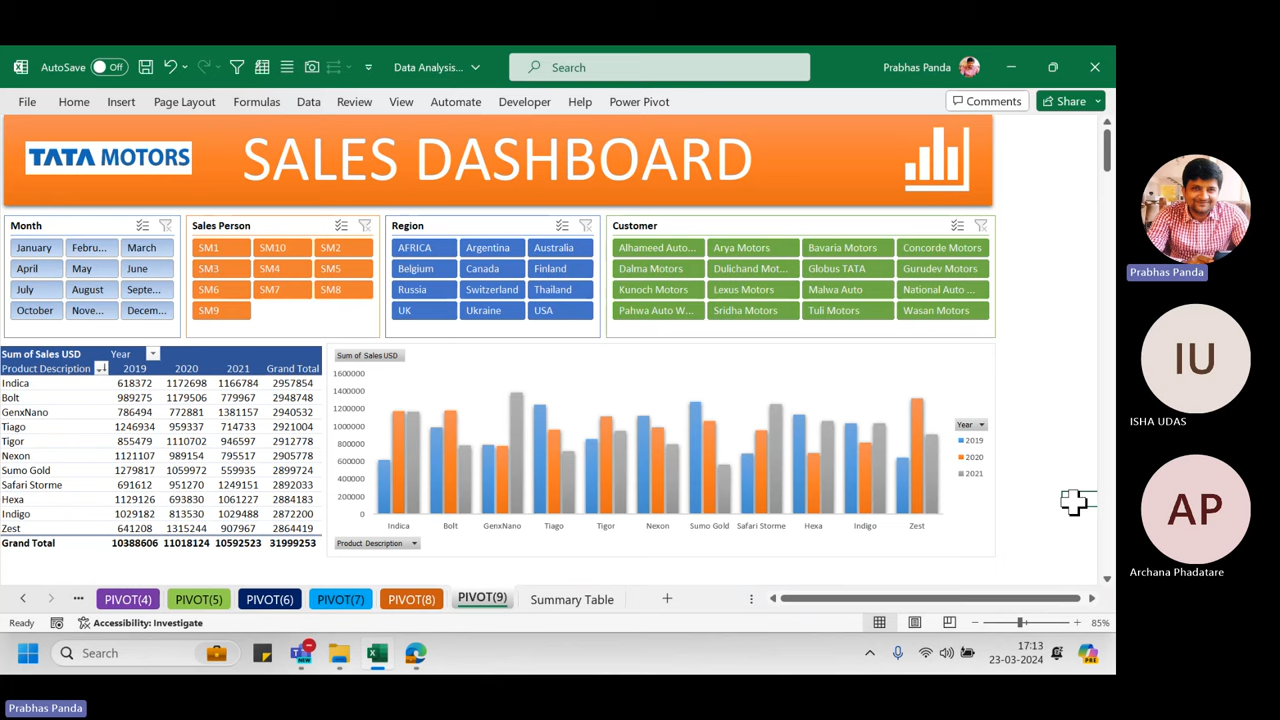 AutoSave Off Data Analysis... Search Prabhas Panda
File Home Insert Page Layout Formulas Data Review View Automate Developer Help Power Pivot Comments Share
TATA MOTORS SALES DASHBOARD
Month Sales Person Region Customer
January Febru... March SM1 SM10 SM2 AFRICA Argentina Australia Alhameed Auto... Arya Motors Bavaria Motors Concorde Motors
April May June SM3 SM4 SM5 Belgium Canada Finland Dalma Motors Dulichand Mot... Globus TATA Gurudev Motors
July August Septe... SM6 SM7 SM8 Russia Switzerland Thailand Kunoch Motors Lexus Motors Malwa Auto National Auto ...
October Nove... Decem... SM9 UK Ukraine USA Pahwa Auto W... Sridha Motors Tuli Motors Wasan Motors
Sum of Sales USD Year
Product Description 2019 2020 2021 Grand Total
Indica 618372 1172698 1166784 2957854
Bolt 989275 1179506 779967 2948748
GenxNano 786494 772881 1381157 2940532
Tiago 1246934 959337 714733 2921004
Tigor 855479 1110702 946597 2912778
Nexon 1121107 989154 795517 2905778
Sumo Gold 1279817 1059972 559935 2899724
Safari Storme 691612 951270 1249151 2892033
Hexa 1129126 693830 1061227 2884183
Indigo 1029182 813530 1029488 2872200
Zest 641208 1315244 907967 2864419
Grand Total 10388606 11018124 10592523 31999253
Sum of Sales USD
1600000
1400000
1200000
1000000
800000
600000
400000
200000
0
Indica Bolt GenxNano Tiago Tigor Nexon Sumo Gold Safari Storme Hexa Indigo Zest
Product Description
Year
2019
2020
2021
PIVOT(4) PIVOT(5) PIVOT(6) PIVOT(7) PIVOT(8) PIVOT(9) Summary Table
Ready Accessibility: Investigate 85%
Search
NEW
17:13
23-03-2024
PRE
Prabhas Panda
IU
ISHA UDAS
AP
Archana Phadatare
Prabhas Panda